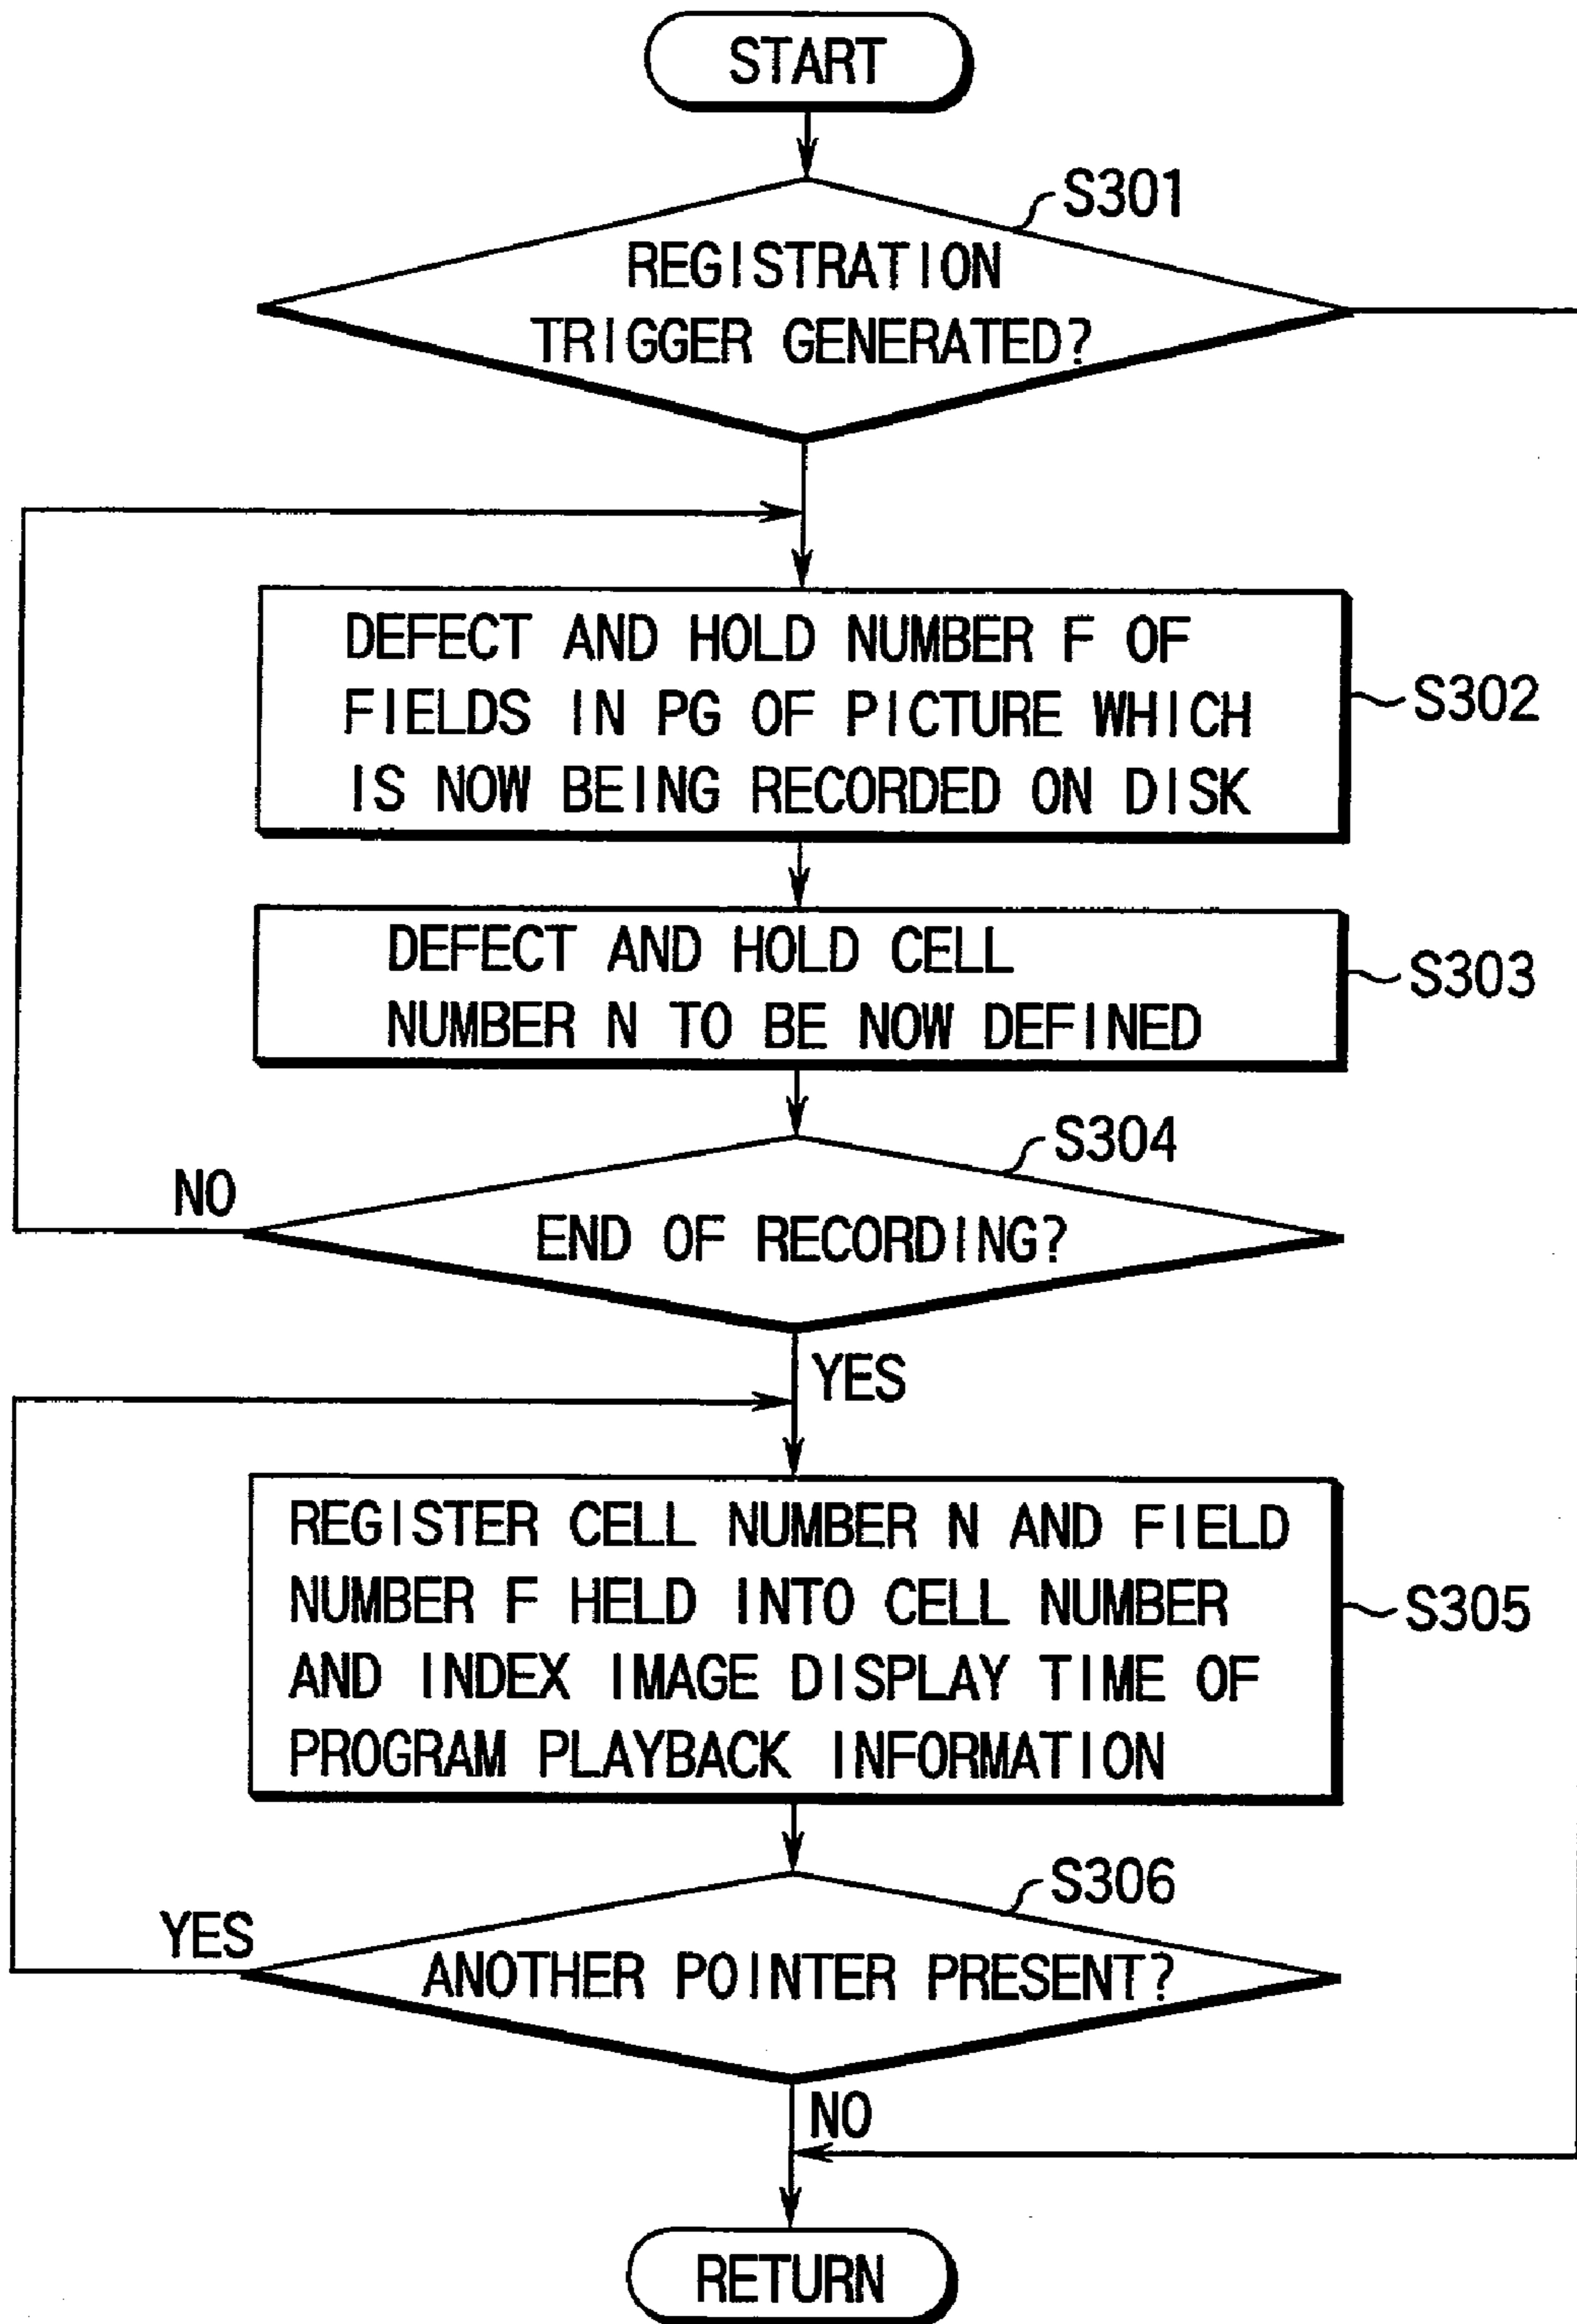 START
S301
REGISTRATION
TRIGGER GENERATED?
DEFECT AND HOLD NUMBER F OF
FIELDS IN PG OF PICTURE WHICH
IS NOW BEING RECORDED ON DISK
S302
DEFECT AND HOLD CELL
NUMBER N TO BE NOW DEFINED
S303
S304
NO
END OF RECORDING?
YES
REGISTER CELL NUMBER N AND FIELD
NUMBER F HELD INTO CELL NUMBER
AND INDEX IMAGE DISPLAY TIME OF
PROGRAM PLAYBACK INFORMATION
S305
S306
YES
ANOTHER POINTER PRESENT?
NO
RETURN